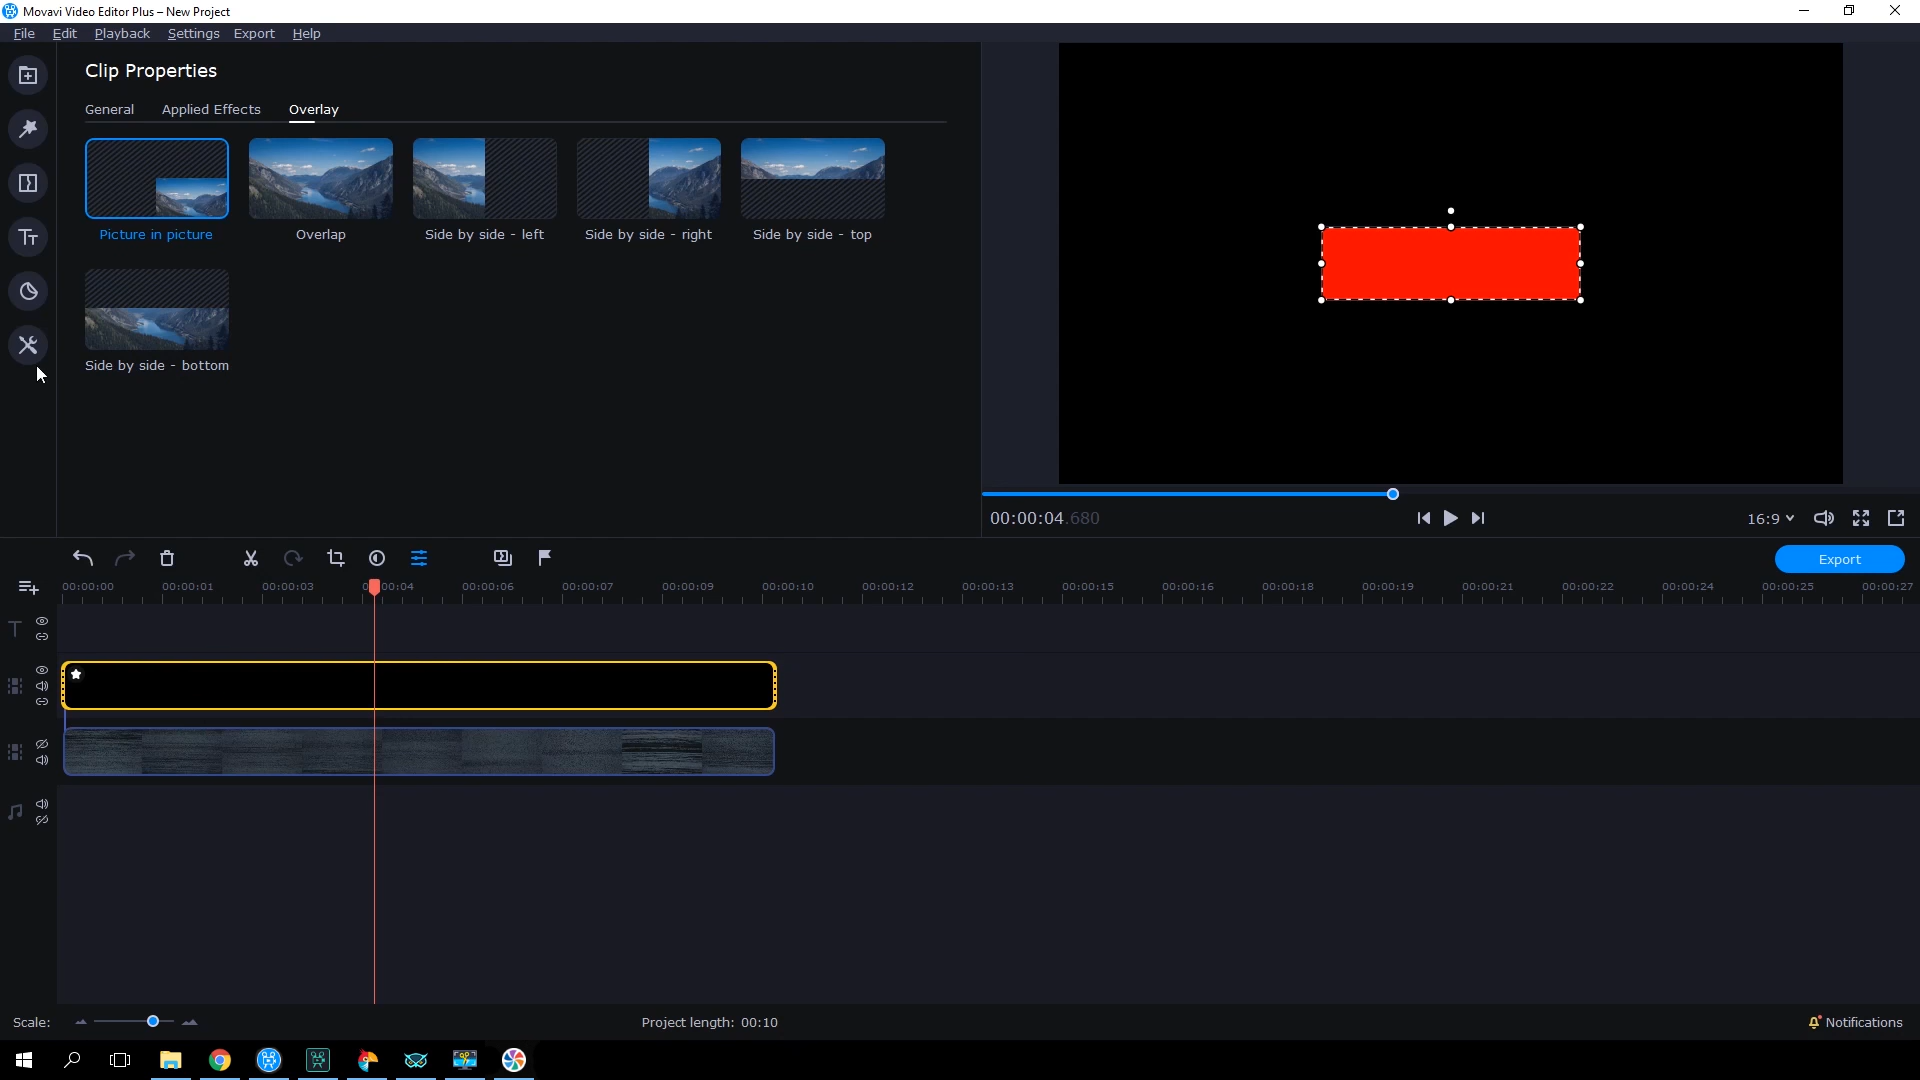 Movavi Video Editor Plus – New Project
File Edit Playback Settings Export Help
Clip Properties
General Applied Effects Overlay
Picture in picture Overlap Side by side - left Side by side - right Side by side - top
Side by side - bottom
00:00:04.680
16:9
Export
00:00:00 00:00:01 00:00:03 00:00:04 00:00:06 00:00:07 00:00:09 00:00:10 00:00:12 00:00:13 00:00:15 00:00:16 00:00:18 00:00:19 00:00:21 00:00:22 00:00:24 00:00:25 00:00:27
Scale:
Project length: 00:10
Notifications